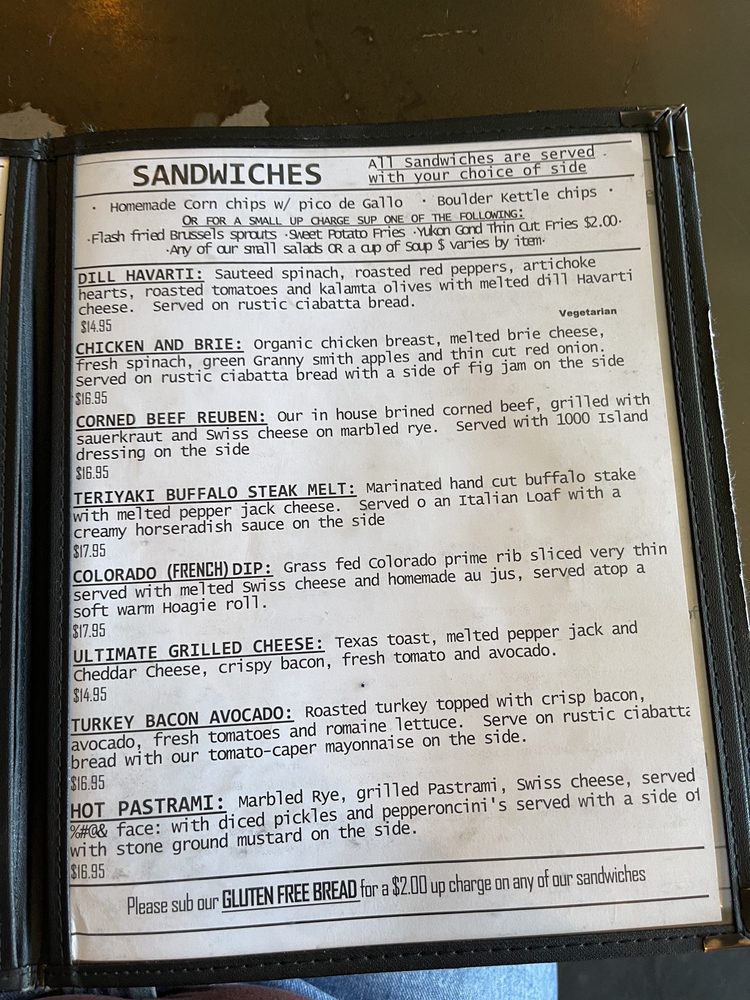 SANDWICHES
All Sandwiches are served
with your choice of side
· Homemade Corn chips w/ pico de Gallo · Boulder Kettle chips ·
OR FOR A SMALL UP CHARGE SUP ONE OF THE FOLLOWING:
·Flash fried Brussels sprouts ·Sweet Potato Fries ·Yukon Gond Thin Cut Fries $2.00·
·Any of our small salads OR a cup of Soup $ varies by item·
DILL HAVARTI: Sauteed spinach, roasted red peppers, artichoke
hearts, roasted tomatoes and kalamta olives with melted dill Havarti
cheese. Served on rustic ciabatta bread.
$14.95
Vegetarian
CHICKEN AND BRIE: Organic chicken breast, melted brie cheese,
fresh spinach, green Granny smith apples and thin cut red onion.
Served on rustic ciabatta bread with a side of fig jam on the side
$16.95
CORNED BEEF REUBEN: Our in house brined corned beef, grilled with
sauerkraut and Swiss cheese on marbled rye. Served with 1000 Island
dressing on the side
$16.95
TERIYAKI BUFFALO STEAK MELT: Marinated hand cut buffalo stake
with melted pepper jack cheese. Served o an Italian Loaf with a
creamy horseradish sauce on the side
$17.95
COLORADO (FRENCH) DIP: Grass fed Colorado prime rib sliced very thin
served with melted Swiss cheese and homemade au jus, served atop a
soft warm Hoagie roll.
$17.95
ULTIMATE GRILLED CHEESE: Texas toast, melted pepper jack and
Cheddar Cheese, crispy bacon, fresh tomato and avocado.
$14.95
TURKEY BACON AVOCADO: Roasted turkey topped with crisp bacon,
avocado, fresh tomatoes and romaine lettuce. Serve on rustic ciabatta
bread with our tomato-caper mayonnaise on the side.
$16.95
HOT PASTRAMI: Marbled Rye, grilled Pastrami, Swiss cheese, served
%#@& face: with diced pickles and pepperoncini's served with a side of
with stone ground mustard on the side.
$16.95
Please sub our GLUTEN FREE BREAD for a $2.00 up charge on any of our sandwiches